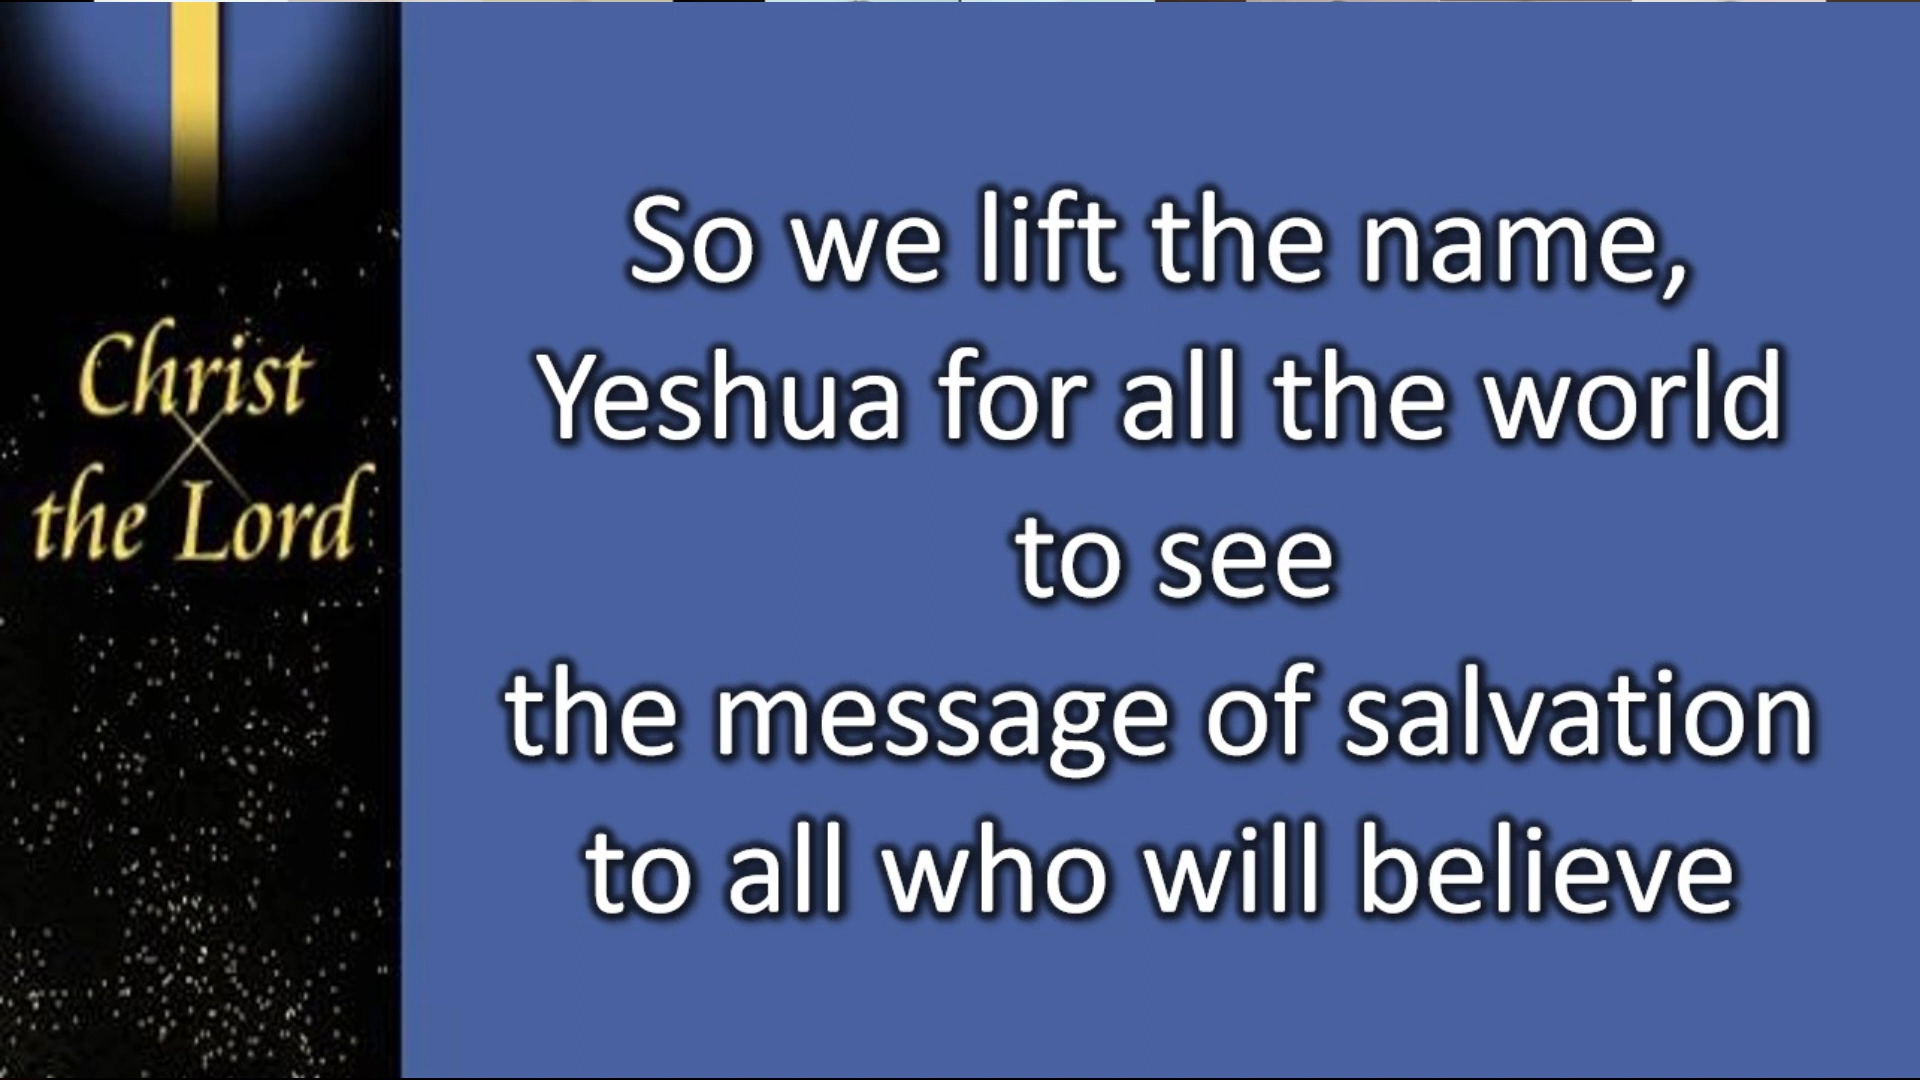 Christ
the Lord
So we lift the name,
Yeshua for all the world
to see
the message of salvation
to all who will believe